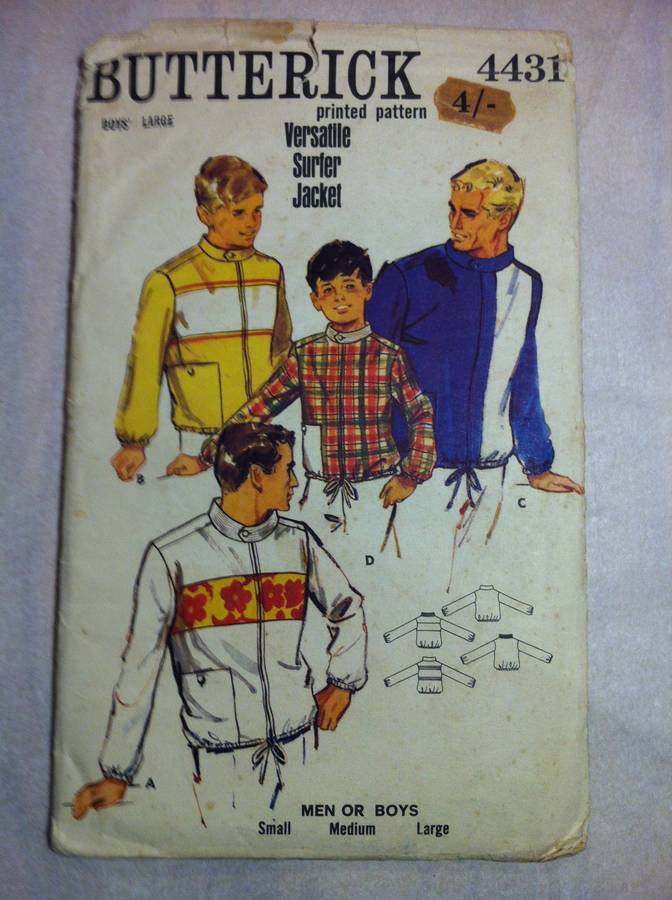 BUTTERICK 4431
4/-
printed pattern
BOYS' LARGE
Versatile
Surfer
Jacket
B
C
D
A
MEN OR BOYS
Small Medium Large